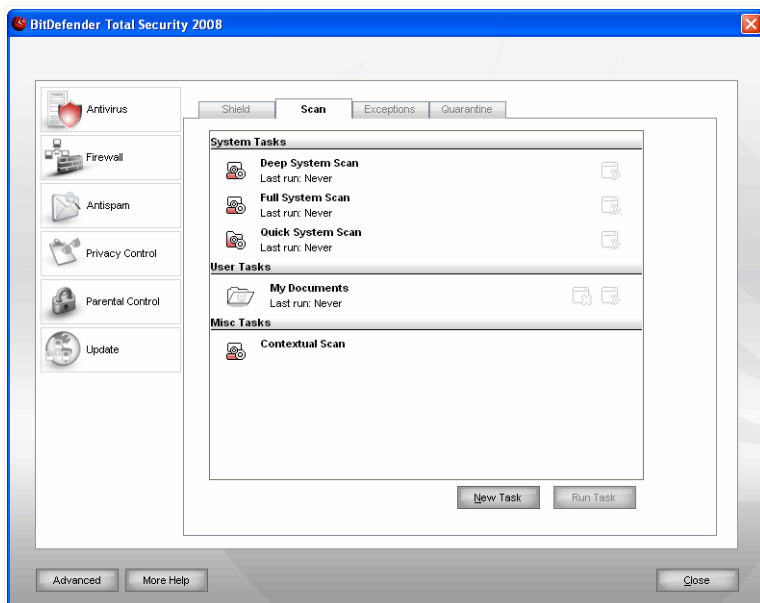 BitDefender Total Security 2008
Antivirus
Firewall
Antispam
Privacy Control
Parental Control
Update
Shield
Scan
Exceptions
Quarantine
System Tasks
Deep System Scan
Last run: Never
Full System Scan
Last run: Never
Quick System Scan
Last run: Never
User Tasks
My Documents
Last run: Never
Misc Tasks
Contextual Scan
New Task
Run Task
Advanced
More Help
Close